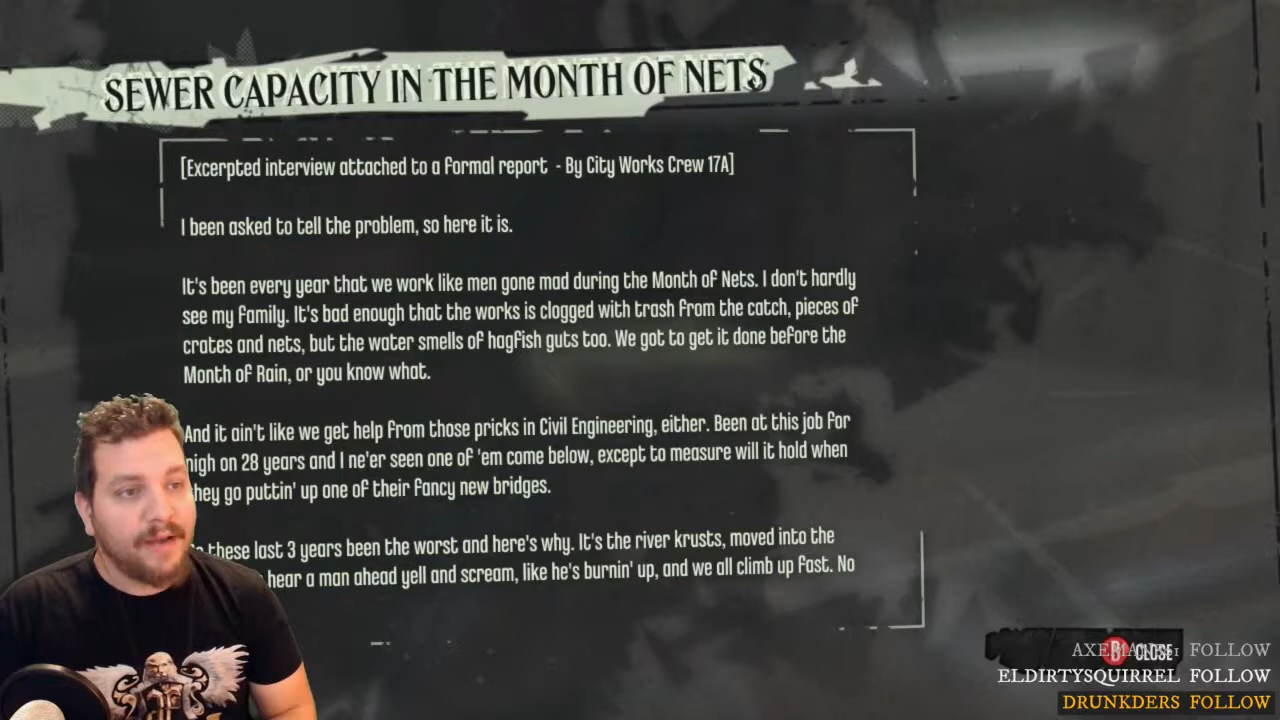 SEWER CAPACITY IN THE MONTH OF NETS
[Excerpted interview attached to a formal report - By City Works Crew 17A]
I been asked to tell the problem, so here it is.
It's been every year that we work like men gone mad during the Month of Nets. I don't hardly
see my family. It's bad enough that the works is clogged with trash from the catch, pieces of
crates and nets, but the water smells of hagfish guts too. We got to get it done before the
Month of Rain, or you know what.
And it ain't like we get help from those pricks in Civil Engineering, either. Been at this job for
nigh on 28 years and I ne'er seen one of 'em come below, except to measure will it hold when
they go puttin' up one of their fancy new bridges.
these last 3 years been the worst and here's why. It's the river krusts, moved into the
hear a man ahead yell and scream, like he's burnin' up, and we all climb up fast. No
B CLOSE
FOLLOW
ELDIRTYSQUIRREL FOLLOW
DRUNKDERS FOLLOW